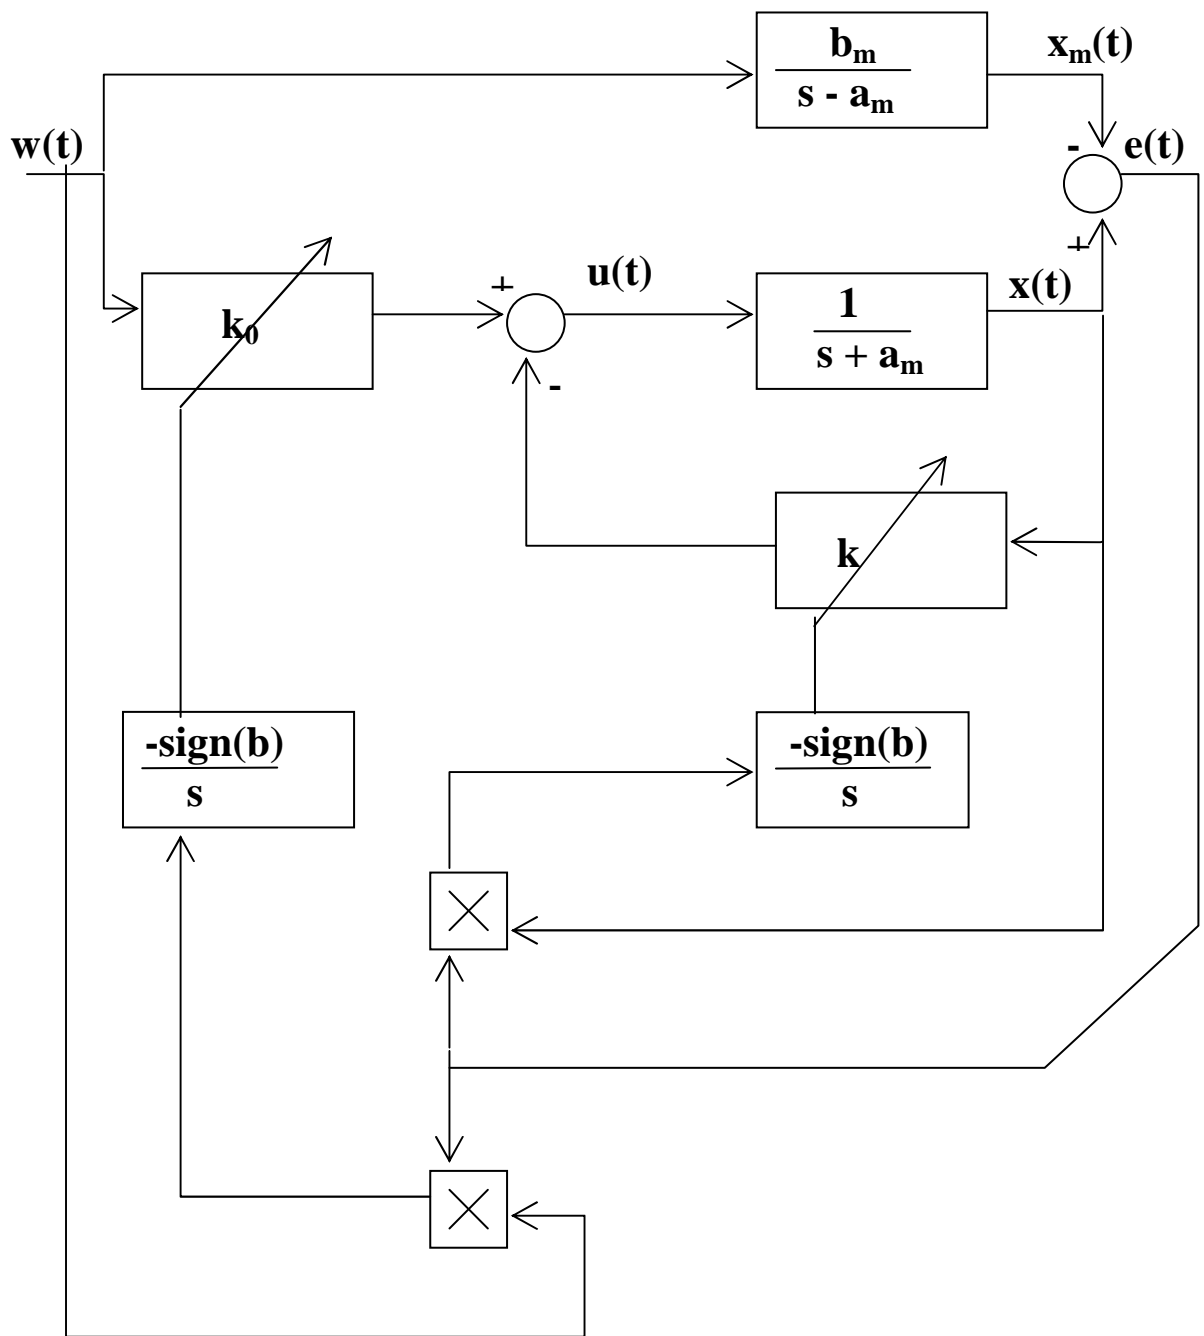 b_m
x_m(t)
s - a_m
w(t)
-
e(t)
+
+
u(t)
1
x(t)
k_0
s + a_m
-
k
-sign(b)
-sign(b)
s
s